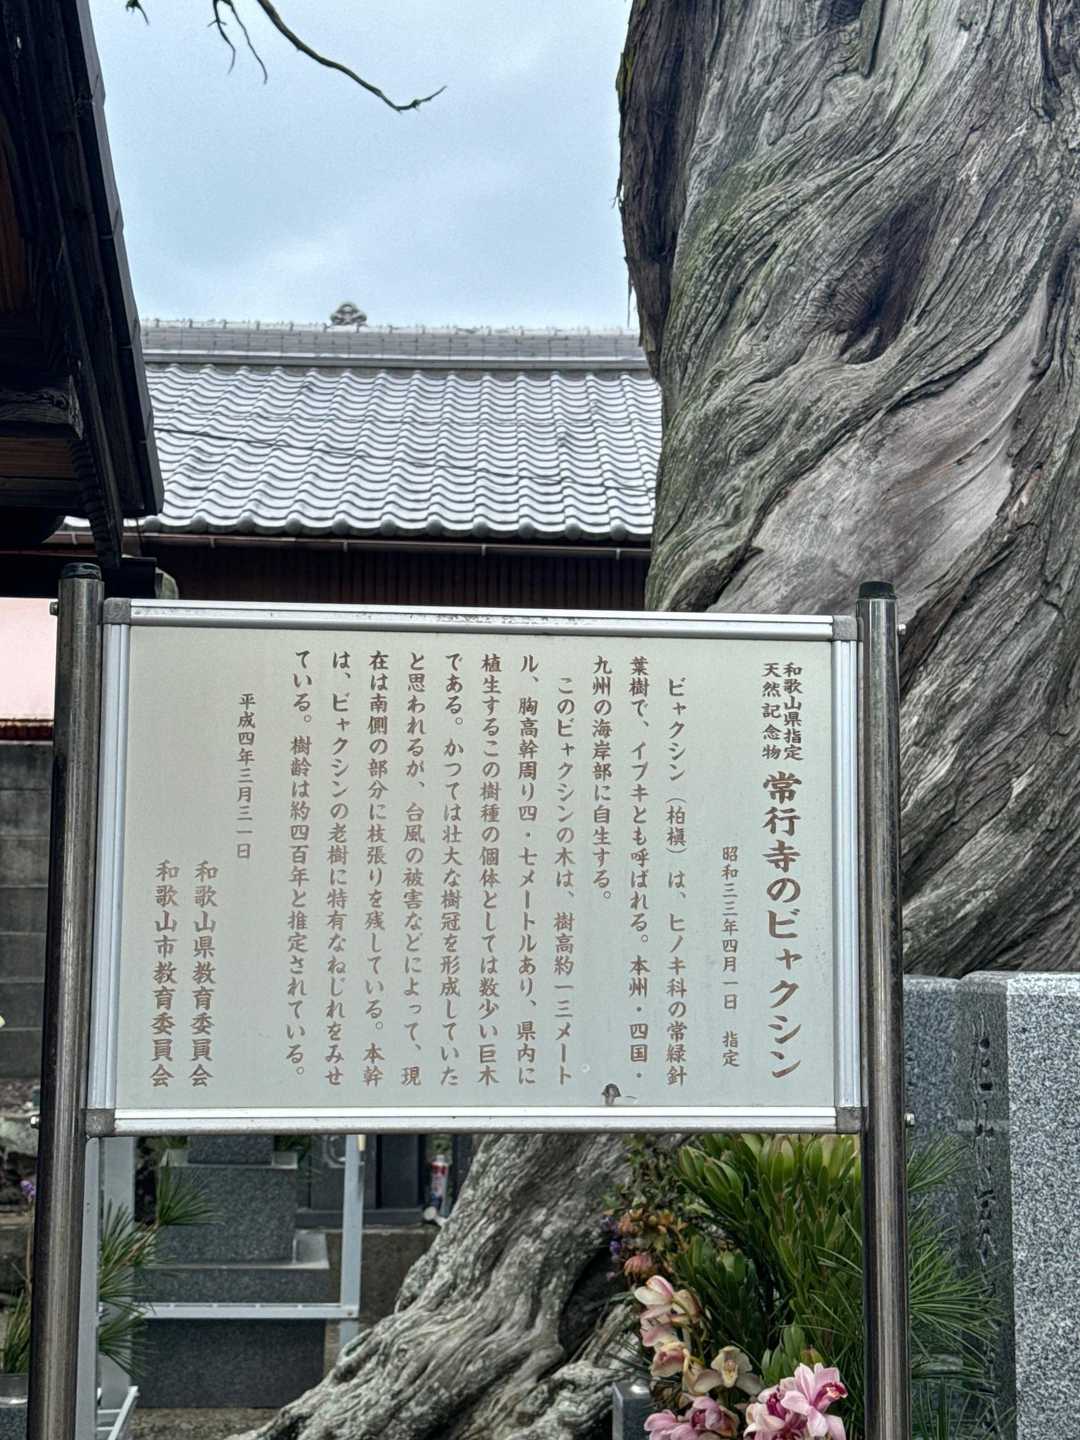 和歌山県指定
天然記念物
常行寺のビャクシン
昭和三三年四月一日　指定
ビャクシン（柏槇）は、ヒノキ科の常緑針
葉樹で、イブキとも呼ばれる。本州・四国・
九州の海岸部に自生する。
このビャクシンの木は、樹高約一三メート
ル、胸高幹周り四・七メートルあり、県内に
植生するこの樹種の個体としては数少い巨木
である。かつては壮大な樹冠を形成していた
と思われるが、台風の被害などによって、現
在は南側の部分に枝張りを残している。本幹
は、ビャクシンの老樹に特有なねじれをみせ
ている。樹齢は約四百年と推定されている。
平成四年三月三一日
和歌山県教育委員会
和歌山市教育委員会